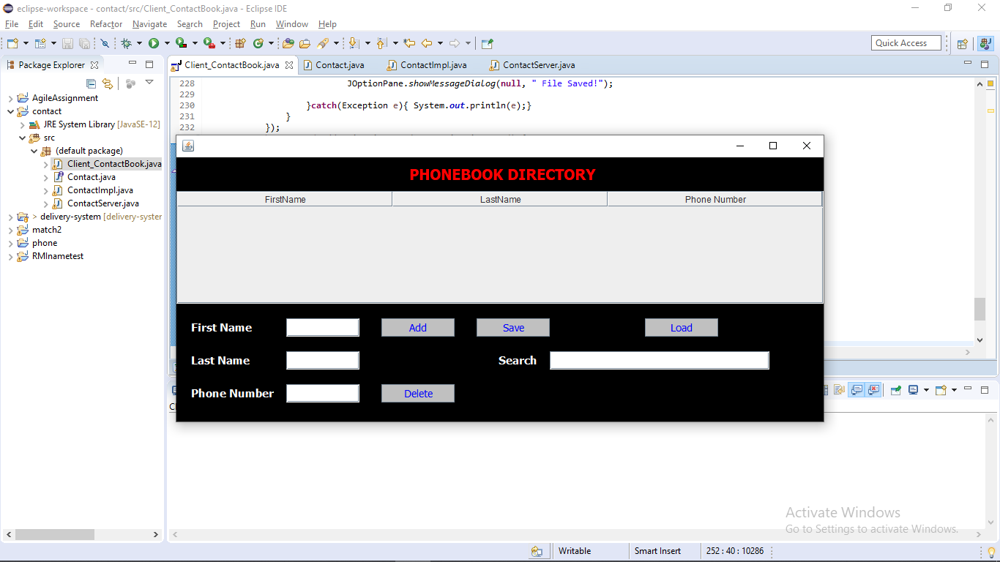 eclipse-workspace - contact/src/Client_ContactBook.java - Eclipse IDE
File Edit Source Refactor Navigate Search Project Run Window Help
Quick Access
Package Explorer
Client_ContactBook.java Contact.java ContactImpl.java ContactServer.java
AgileAssignment
contact
JRE System Library [JavaSE-12]
src
(default package)
Client_ContactBook.java
Contact.java
ContactImpl.java
ContactServer.java
> delivery-system [delivery-system
match2
phone
RMInametest
228 JOptionPane.showMessageDialog(null, " File Saved!");
229
230 }catch(Exception e){ System.out.println(e);}
231 }
232 });
PHONEBOOK DIRECTORY
FirstName LastName Phone Number
First Name Add Save Load
Last Name Search
Phone Number Delete
Activate Windows
Go to Settings to activate Windows.
Writable Smart Insert 252 : 40 : 10286